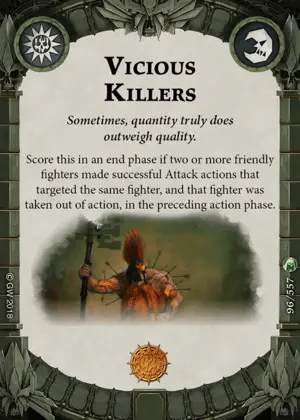 VICIOUS
KILLERS
Sometimes, quantity truly does
outweigh quality.
Score this in an end phase if two or more friendly
fighters made successful Attack actions that
targeted the same fighter, and that fighter was
taken out of action, in the preceding action phase.
© GW 2018
96/557